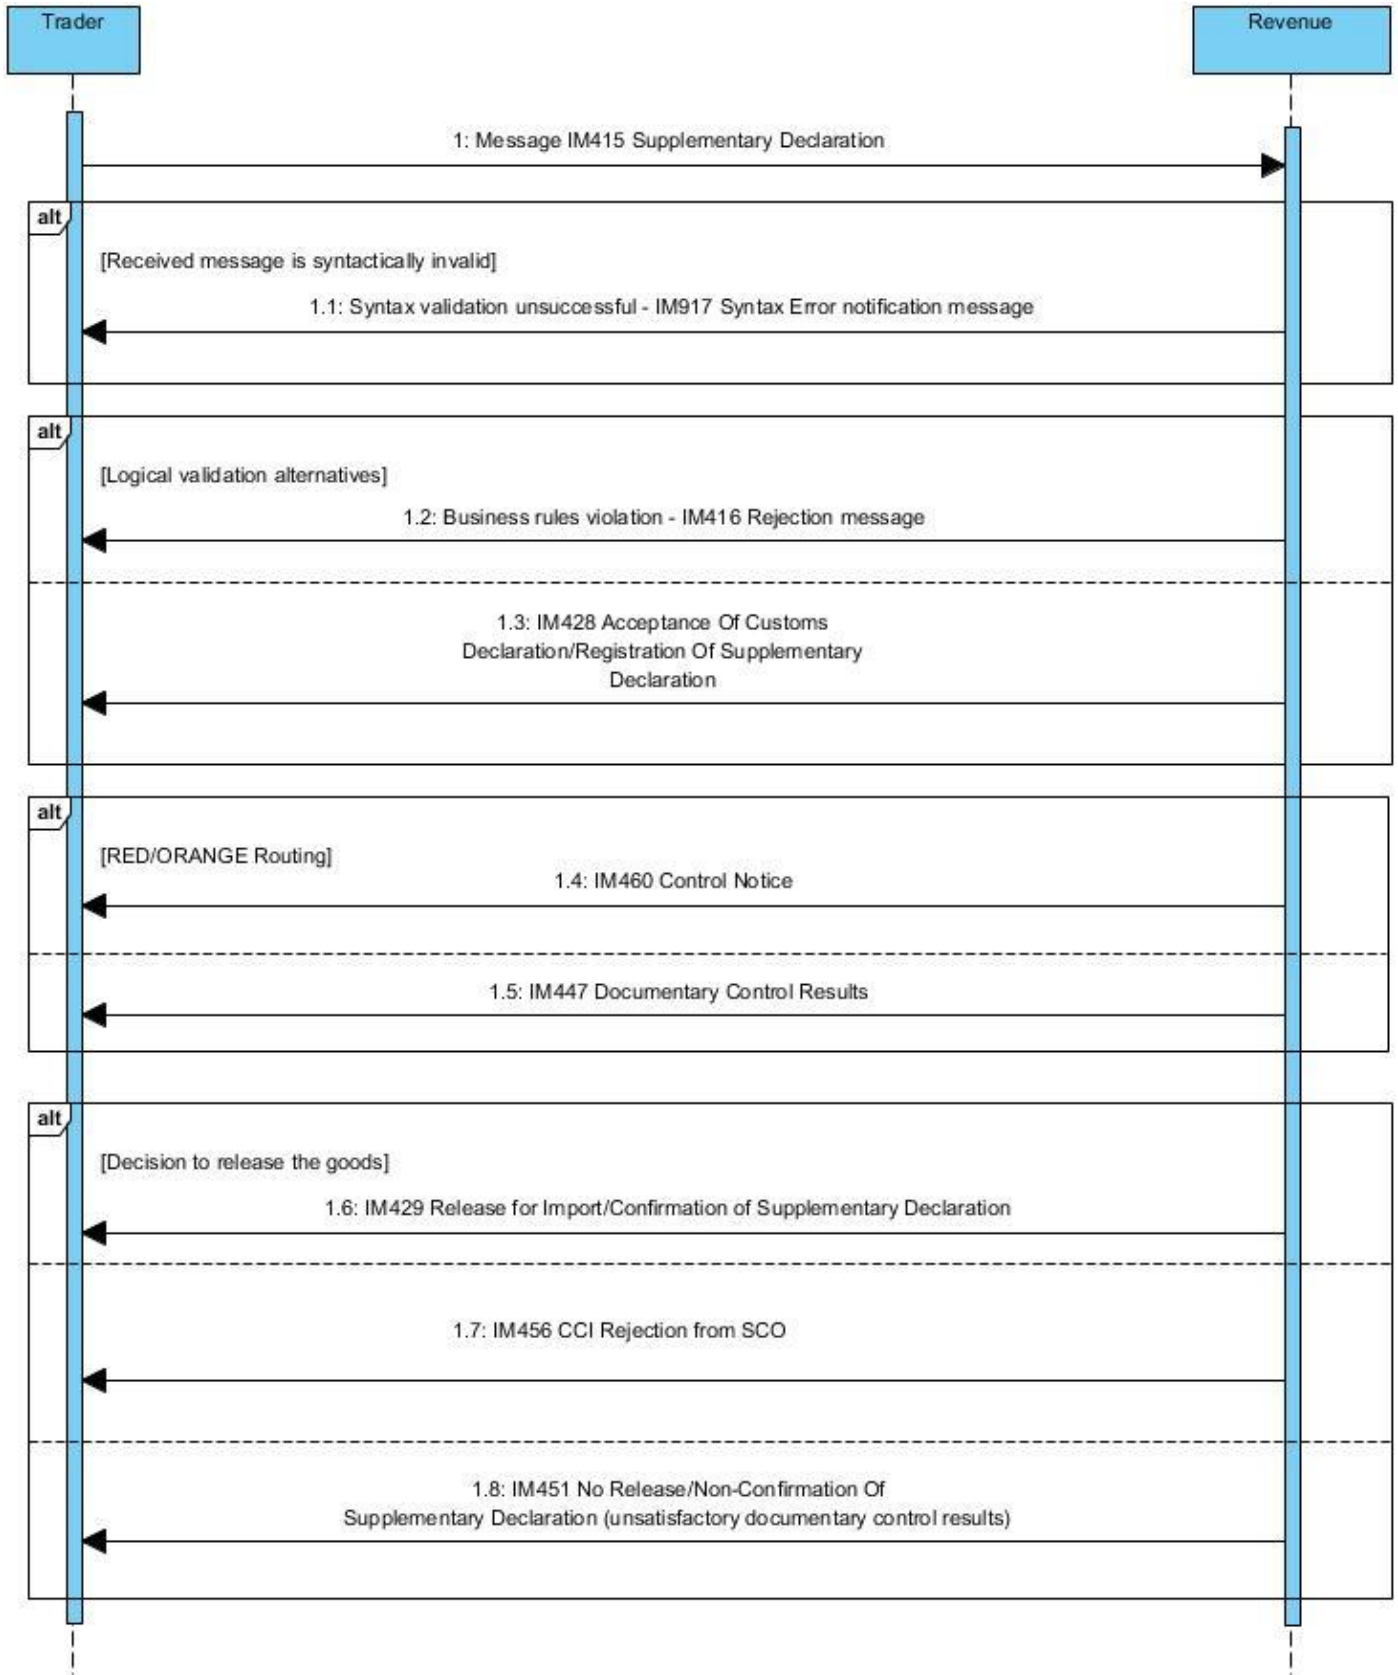 Trader
Revenue
1: Message IM415 Supplementary Declaration
alt
[Received message is syntactically invalid]
1.1: Syntax validation unsuccessful - IM917 Syntax Error notification message
alt
[Logical validation alternatives]
1.2: Business rules violation - IM416 Rejection message
1.3: IM428 Acceptance Of Customs
Declaration/Registration Of Supplementary
Declaration
alt
[RED/ORANGE Routing]
1.4: IM460 Control Notice
1.5: IM447 Documentary Control Results
alt
[Decision to release the goods]
1.6: IM429 Release for Import/Confirmation of Supplementary Declaration
1.7: IM456 CCI Rejection from SCO
1.8: IM451 No Release/Non-Confirmation Of
Supplementary Declaration (unsatisfactory documentary control results)